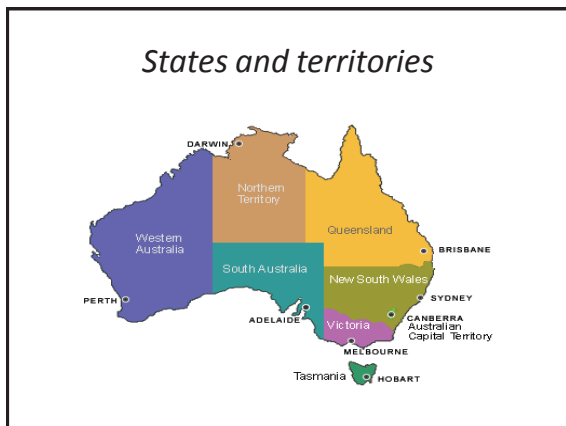 States and territories
DARWIN
Northern
Territory
Western
Australia
Queensland
BRISBANE
South Australia
New South Wales
PERTH
SYDNEY
ADELAIDE
CANBERRA
Australian
Capital Territory
Victoria
MELBOURNE
Tasmania
HOBART